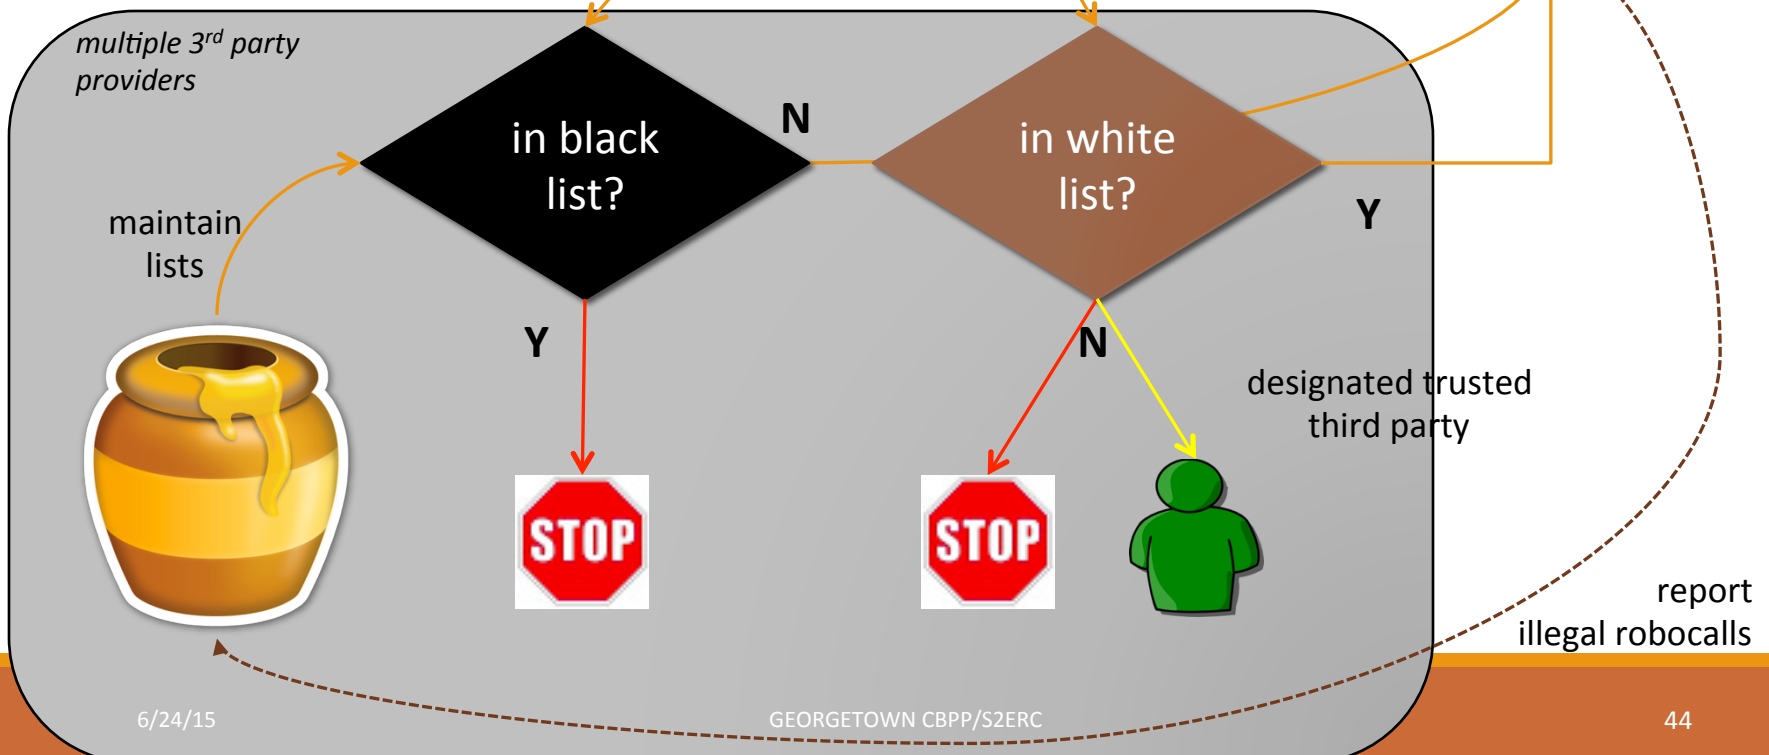 multiple 3rd party
providers
N
in black
list?
in white
list?
Y
maintain
lists
Y
N
designated trusted
third party
STOP
STOP
report
illegal robocalls
6/24/15
GEORGETOWN CBPP/S2ERC
44